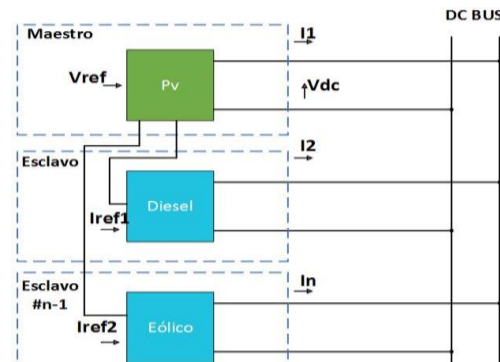 DC BUS
Maestro
I1
Vref
Pv
Vdc
Esclavo
I2
Diesel
Iref1
Esclavo
#n-1
In
Iref2
Eólico